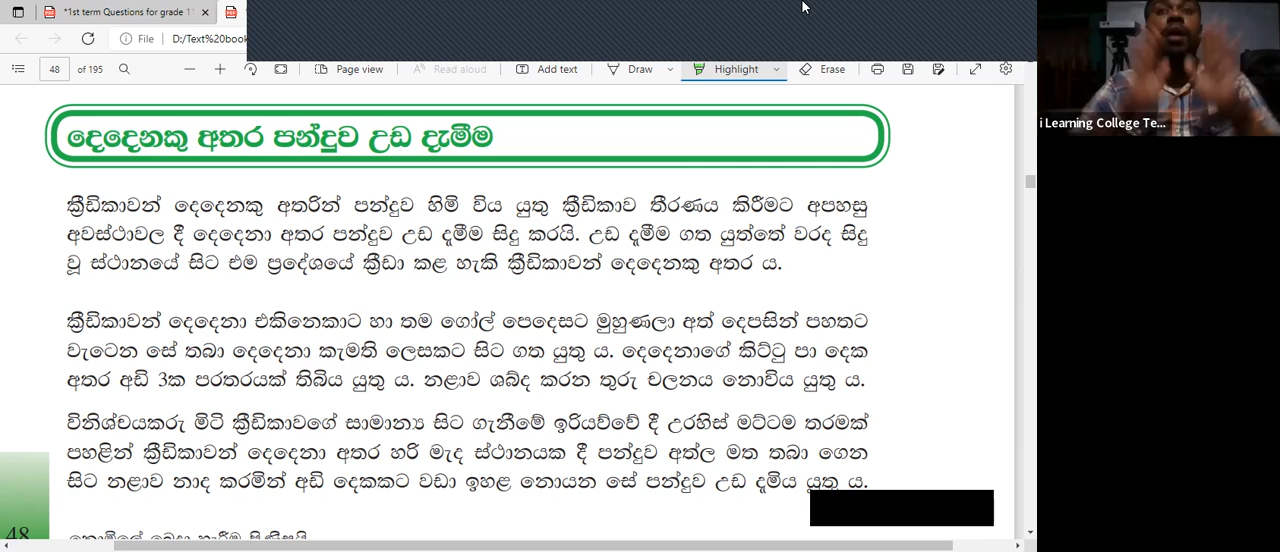 *1st term Questions for grade 11
File
D:/Text%20book
48 of 195
Page view
Read aloud
Add text
Draw
Highlight
Erase
i Learning College Te...
දෙදෙනකු අතර පන්දුව උඩ දැමීම
ක්‍රීඩිකාවන් දෙදෙනකු අතරින් පන්දුව හිමි විය යුතු ක්‍රීඩිකාව තීරණය කිරීමට අපහසු
අවස්ථාවල දී දෙදෙනා අතර පන්දුව උඩ දැමීම සිදු කරයි. උඩ දැමීම ගත යුත්තේ වරද සිදු
වූ ස්ථානයේ සිට එම ප්‍රදේශයේ ක්‍රීඩා කළ හැකි ක්‍රීඩිකාවන් දෙදෙනකු අතර ය.
ක්‍රීඩිකාවන් දෙදෙනා එකිනෙකාට හා තම ගෝල් පෙදෙසට මුහුණලා අත් දෙපසින් පහතට
වැටෙන සේ තබා දෙදෙනා කැමති ලෙසකට සිට ගත යුතු ය. දෙදෙනාගේ කිට්ටු පා දෙක
අතර අඩි 3ක පරතරයක් තිබිය යුතු ය. නළාව ශබ්ද කරන තුරු චලනය නොවිය යුතු ය.
විනිශ්චයකරු මිටි ක්‍රීඩිකාවගේ සාමාන්‍ය සිට ගැනීමේ ඉරියව්වේ දී උරහිස් මට්ටම තරමක්
පහළින් ක්‍රීඩිකාවන් දෙදෙනා අතර හරි මැද ස්ථානයක දී පන්දුව අත්ල මත තබා ගෙන
සිට නළාව නාද කරමින් අඩි දෙකකට වඩා ඉහළ නොයන සේ පන්දුව උඩ දැමිය යුතු ය.
48